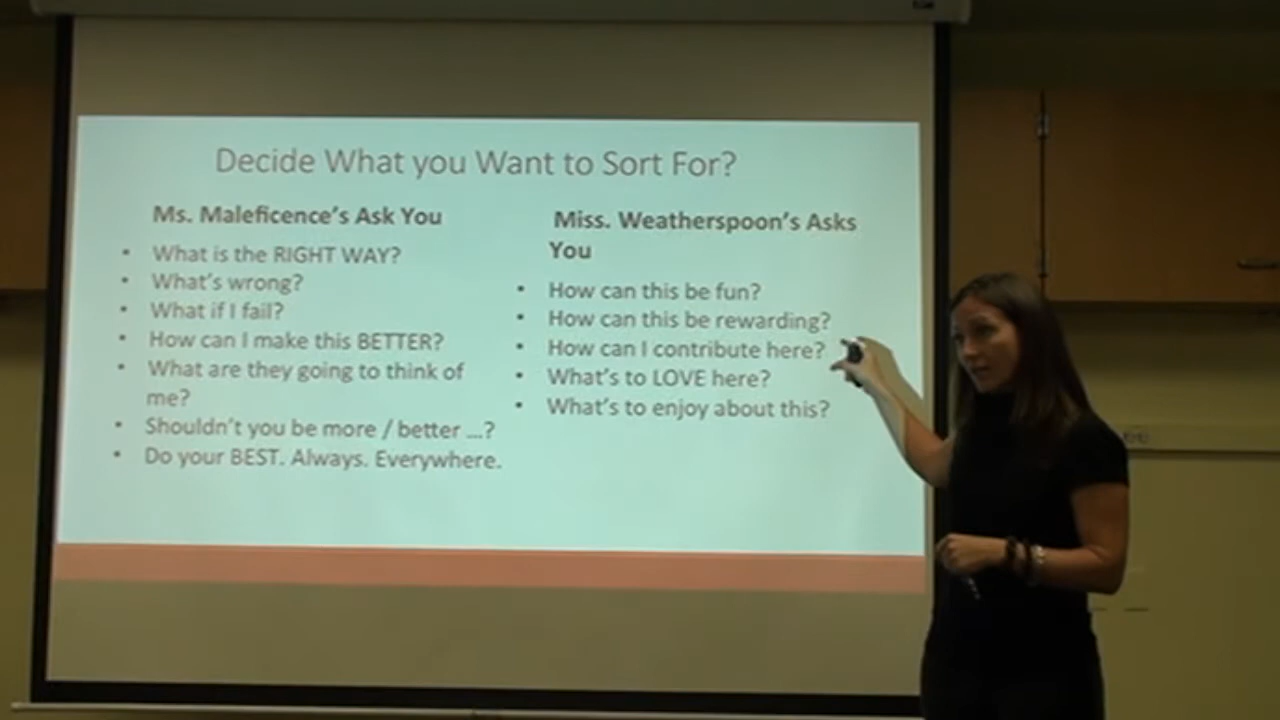 Decide What you Want to Sort For?
Ms. Maleficence's Ask You
• What is the RIGHT WAY?
• What's wrong?
• What if I fail?
• How can I make this BETTER?
• What are they going to think of
me?
• Shouldn't you be more / better ...?
• Do your BEST. Always. Everywhere.
Miss. Weatherspoon's Asks
You
• How can this be fun?
• How can this be rewarding?
• How can I contribute here?
• What's to LOVE here?
• What's to enjoy about this?